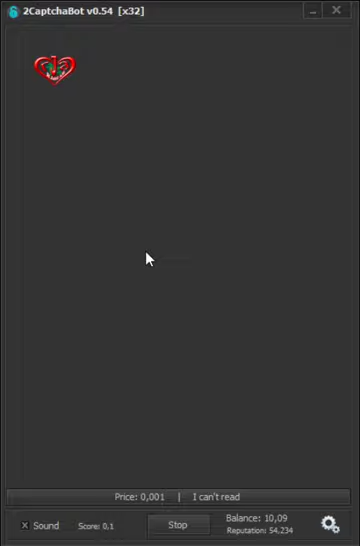 2CaptchaBot v0.54 [x32]
Price: 0,001 | I can't read
Sound
Score: 0,1
Stop
Balance: 10,09
Reputation: 54.234